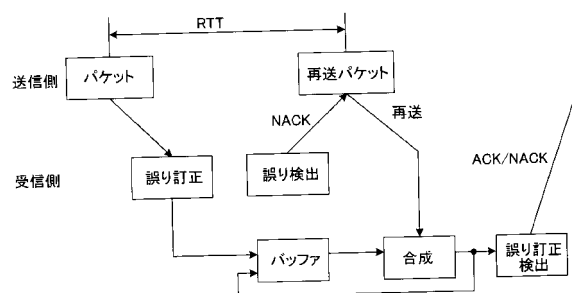 RTT
送信側
パケット
再送パケット
NACK
再送
ACK/NACK
受信側
誤り訂正
誤り検出
バッファ
合成
誤り訂正
検出